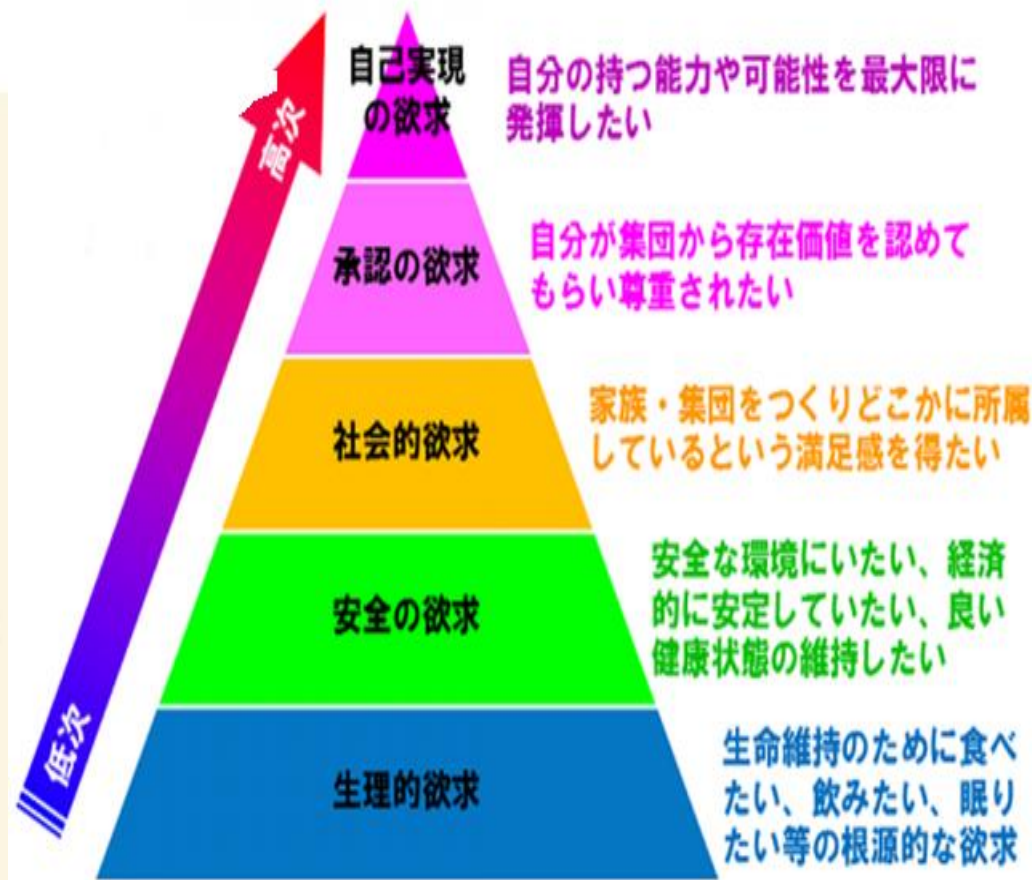 高次
自己実現
の欲求
自分の持つ能力や可能性を最大限に
発揮したい
承認の欲求
自分が集団から存在価値を認めて
もらい尊重されたい
社会的欲求
家族・集団をつくりどこかに所属
しているという満足感を得たい
安全の欲求
安全な環境にいたい、経済
的に安定していたい、良い
健康状態の維持したい
低次
生理的欲求
生命維持のために食べ
たい、飲みたい、眠り
たい等の根源的な欲求